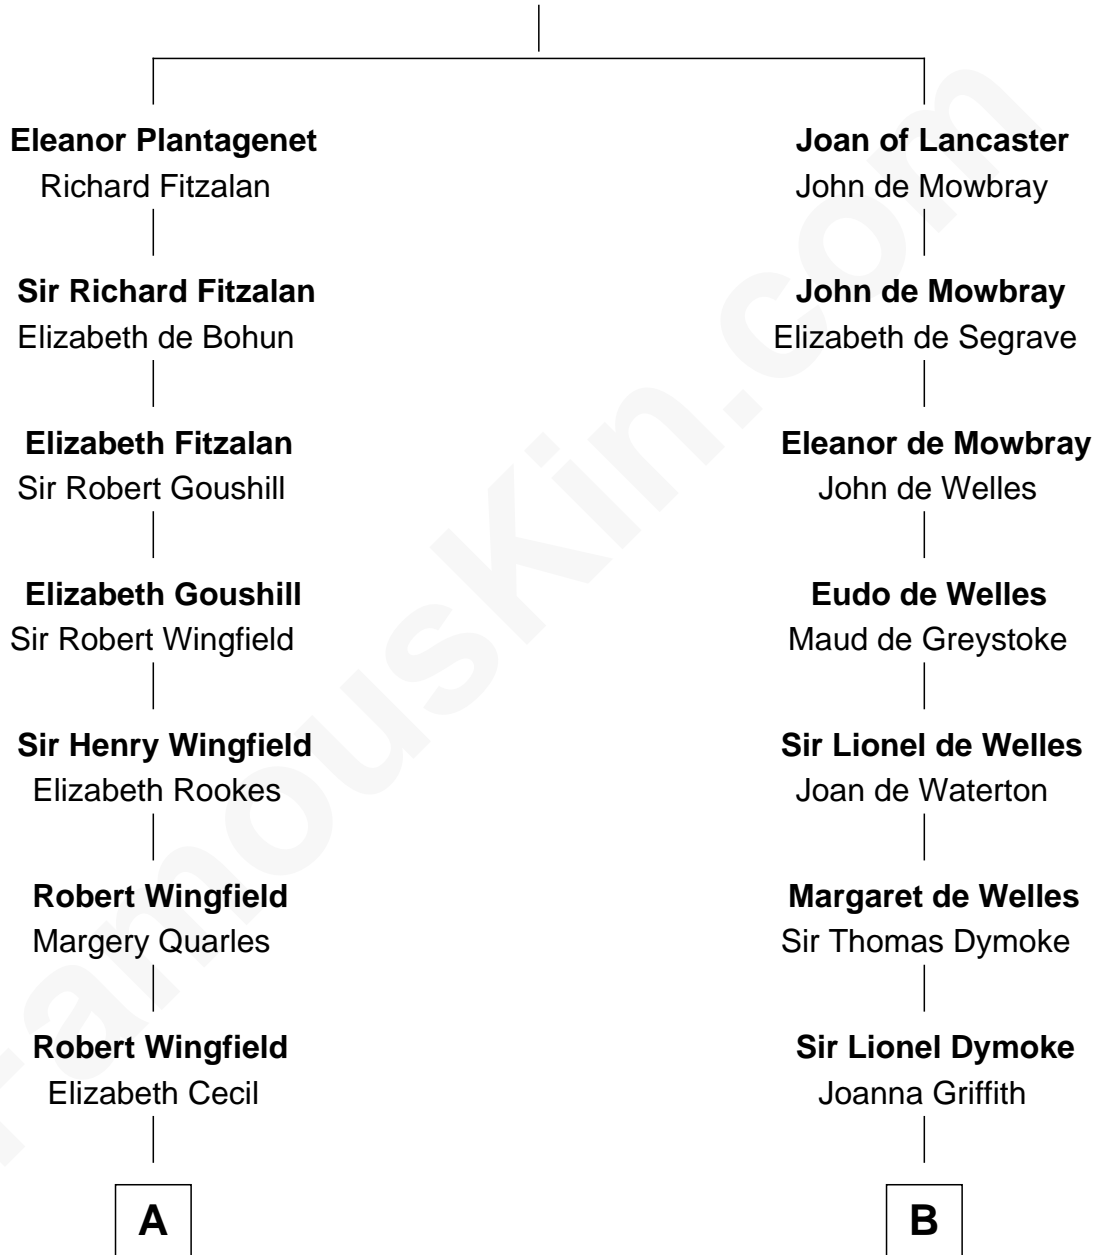 Eleanor Plantagenet
Richard Fitzalan
Sir Richard Fitzalan
Elizabeth de Bohun
Elizabeth Fitzalan
Sir Robert Goushill
Elizabeth Goushill
Sir Robert Wingfield
Sir Henry Wingfield
Elizabeth Rookes
Robert Wingfield
Margery Quarles
Robert Wingfield
Elizabeth Cecil
A
Joan of Lancaster
John de Mowbray
John de Mowbray
Elizabeth de Segrave
Eleanor de Mowbray
John de Welles
Eudo de Welles
Maud de Greystoke
Sir Lionel de Welles
Joan de Waterton
Margaret de Welles
Sir Thomas Dymoke
Sir Lionel Dymoke
Joanna Griffith
B
FamousKin.com